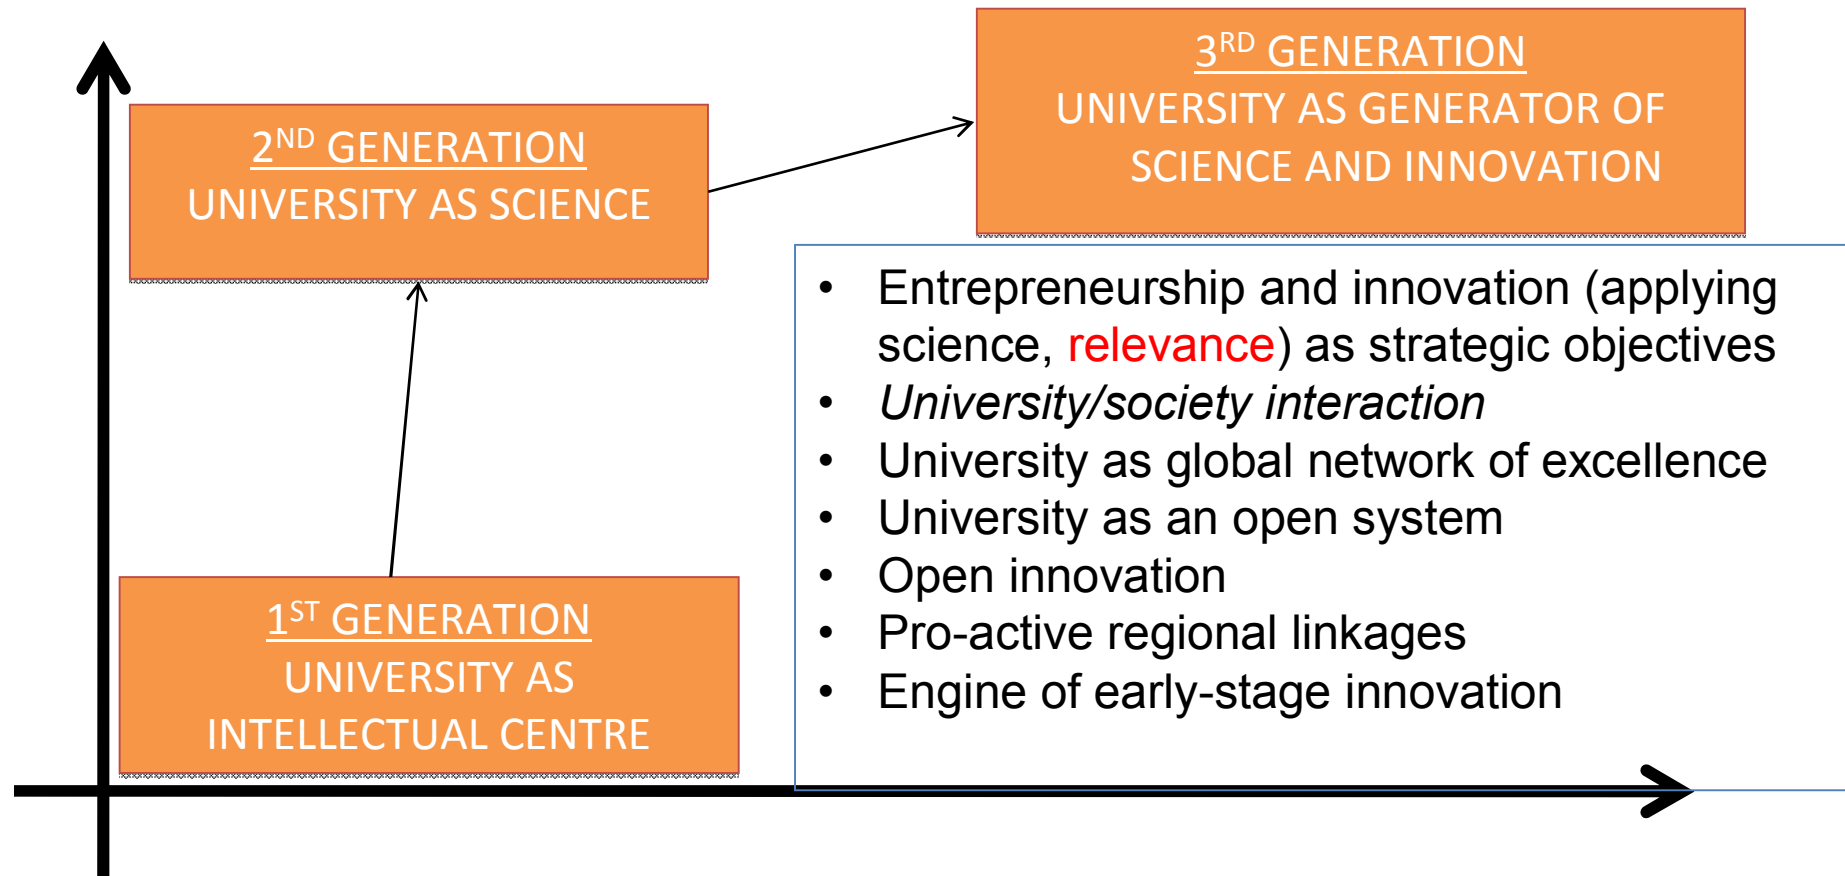 2ND GENERATION
UNIVERSITY AS SCIENCE
3RD GENERATION
UNIVERSITY AS GENERATOR OF
SCIENCE AND INNOVATION
1ST GENERATION
UNIVERSITY AS
INTELLECTUAL CENTRE
• Entrepreneurship and innovation (applying
science, relevance) as strategic objectives
• University/society interaction
• University as global network of excellence
• University as an open system
• Open innovation
• Pro-active regional linkages
• Engine of early-stage innovation